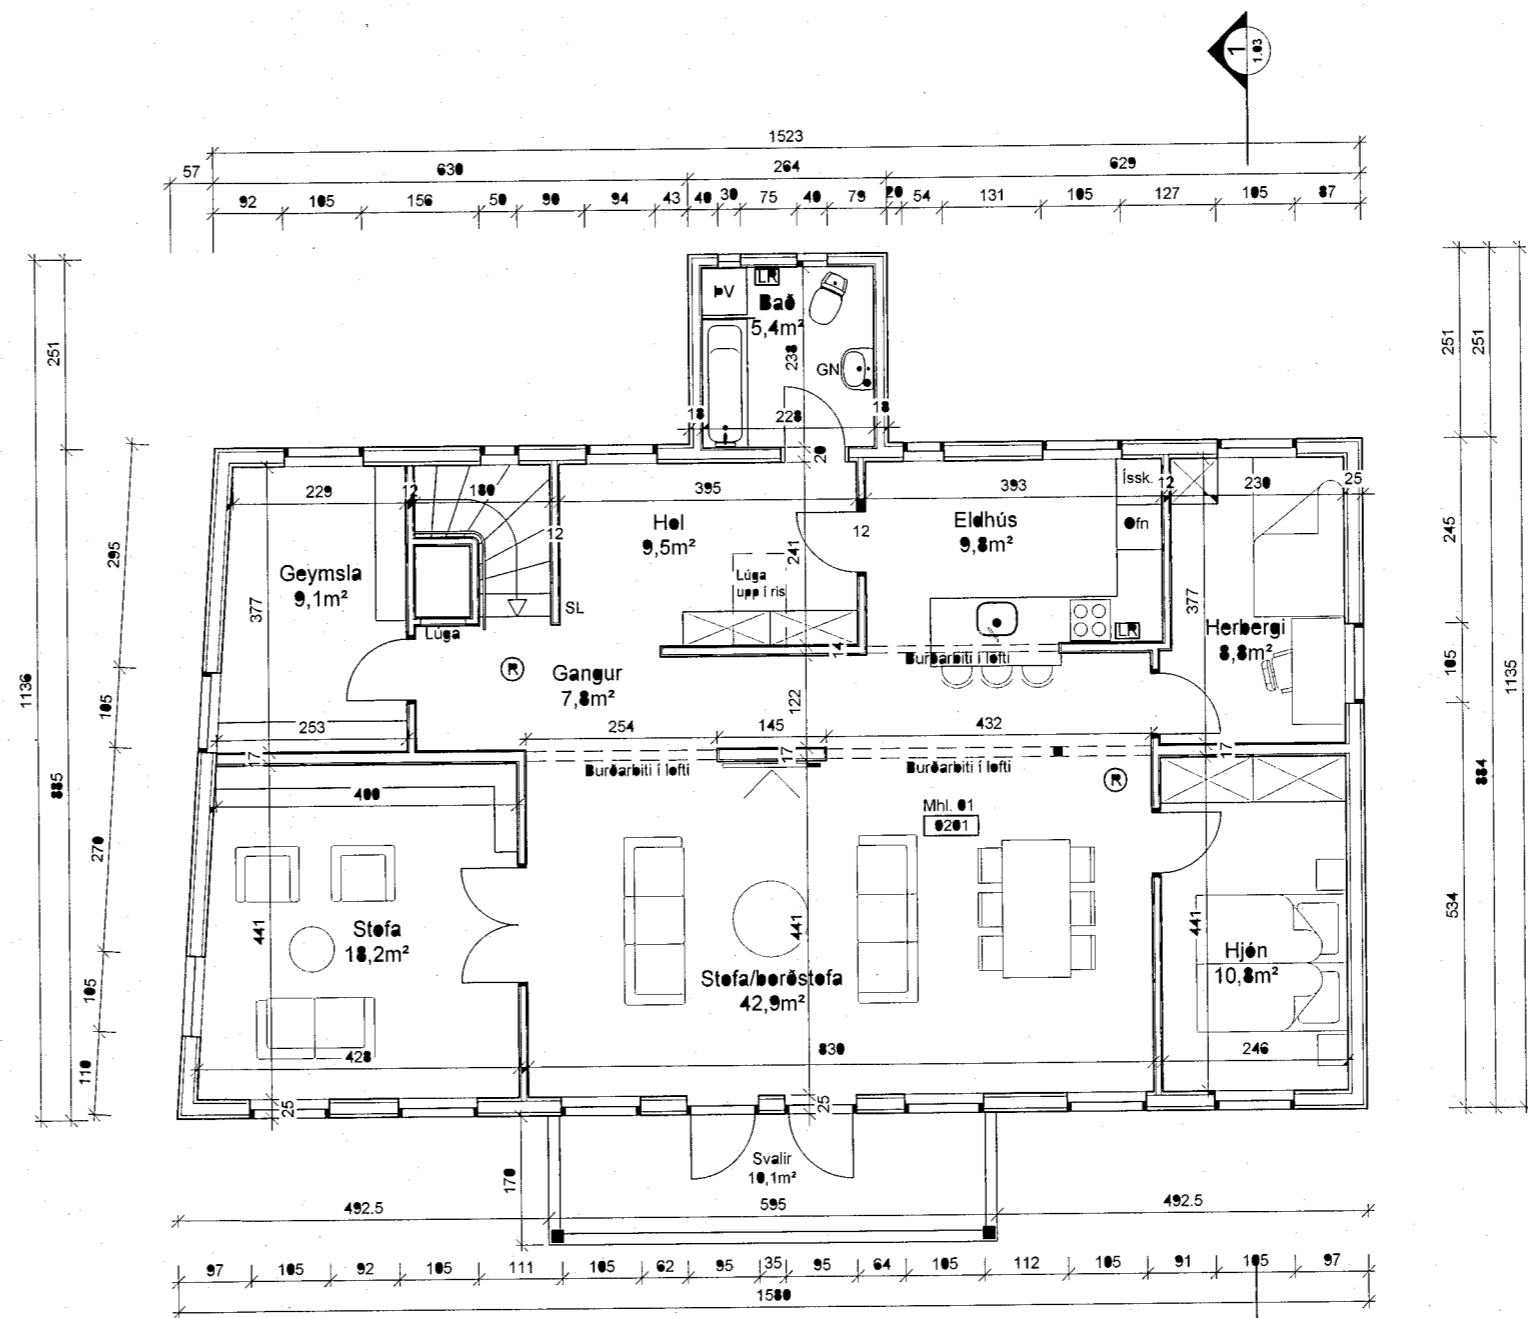 1
1.03
1523
57
630
264
629
92
105
156
50
90
94
43
40
30
75
40
79
20
54
131
105
127
105
87
251
295
105
1136
885
270
105
110
251
251
245
105
1135
884
534
ÞV
LR
Bað
5,4m²
238
GN
18
228
18
20
229
12
180
395
393
Íssk.
12
230
25
Ofn
Hol
9,5m²
12
241
12
Eldhús
9,8m²
Geymsla
9,1m²
377
Lúga
upp í ris
SL
Lúga
377
LR
Herbergi
8,8m²
14
Burðarbiti í lofti
R
Gangur
7,8m²
122
253
254
145
432
17
17
17
Burðarbiti í lofti
Burðarbiti í lofti
R
400
Mhl. 01
0201
441
Stofa
18,2m²
441
Stofa/borðstofa
42,9m²
441
Hjón
10,8m²
428
830
246
25
25
Svalir
10,1m²
170
492.5
595
492.5
97
105
92
105
111
105
62
95
35
95
64
105
112
105
91
105
97
1580